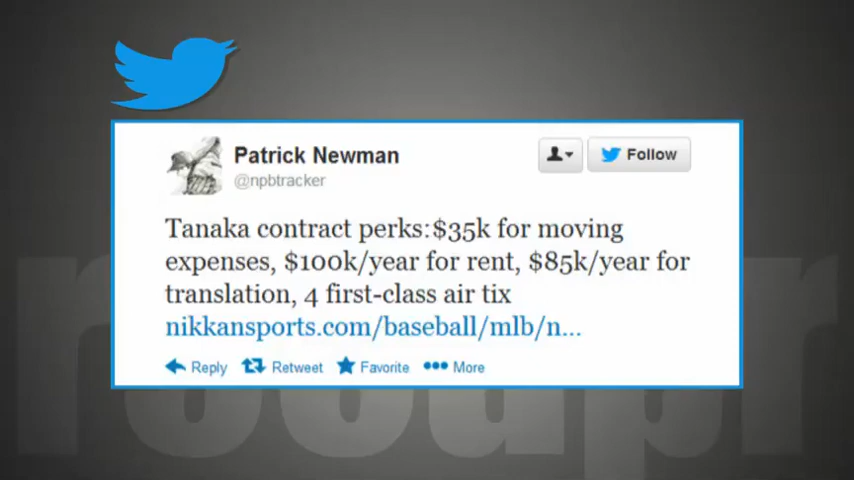 Patrick Newman
@npbtracker
Follow
Tanaka contract perks:$35k for moving
expenses, $100k/year for rent, $85k/year for
translation, 4 first-class air tix
nikkansports.com/baseball/mlb/n...
Reply Retweet Favorite More